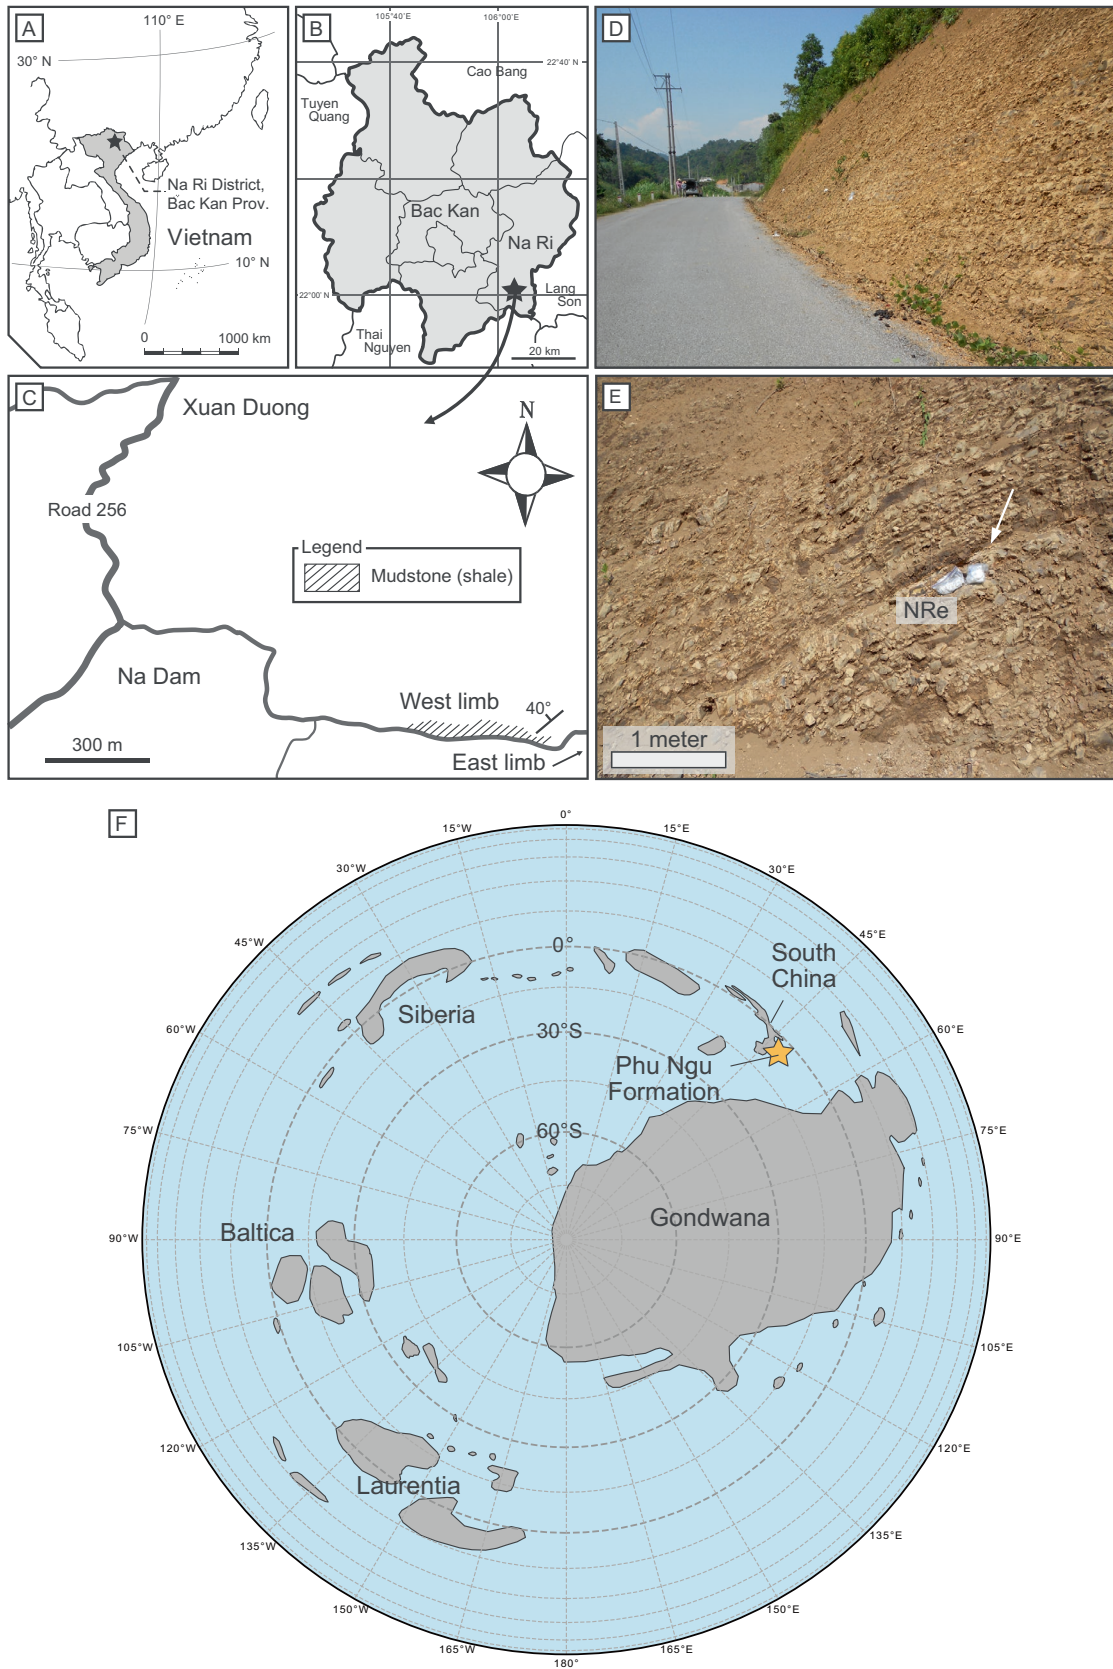 A
110° E
30° N
Na Ri District,
Bac Kan Prov.
Vietnam
10° N
0
1000 km
B
105°40' E
106°00' E
22°40' N
Cao Bang
Tuyen
Quang
Bac Kan
Na Ri
22°00' N
Lang
Son
Thai
Nguyen
20 km
C
Xuan Duong
N
Road 256
Legend
Mudstone (shale)
Na Dam
West limb
40°
300 m
East limb
D
E
NRe
1 meter
F
0°
15°W
15°E
30°W
30°E
45°W
45°E
0°
South
China
Siberia
30°S
60°W
60°E
Phu Ngu
Formation
60°S
75°W
75°E
Gondwana
Baltica
90°W
90°E
105°W
105°E
120°W
120°E
Laurentia
135°W
135°E
150°W
150°E
165°W
165°E
180°